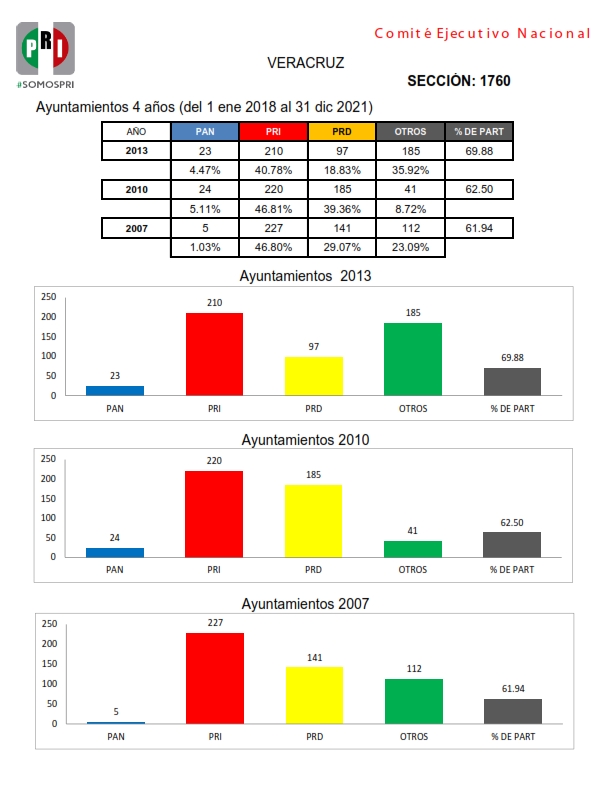 PRI
#SOMOSPRI
Comité Ejecutivo Nacional
VERACRUZ
SECCIÓN: 1760
Ayuntamientos 4 años (del 1 ene 2018 al 31 dic 2021)
AÑO PAN PRI PRD OTROS % DE PART
2013 23 210 97 185 69.88
4.47% 40.78% 18.83% 35.92%
2010 24 220 185 41 62.50
5.11% 46.81% 39.36% 8.72%
2007 5 227 141 112 61.94
1.03% 46.80% 29.07% 23.09%
Ayuntamientos 2013
250
200
150
100
50
0
23 210 97 185 69.88
PAN PRI PRD OTROS % DE PART
Ayuntamientos 2010
250
200
150
100
50
0
24 220 185 41 62.50
PAN PRI PRD OTROS % DE PART
Ayuntamientos 2007
250
200
150
100
50
0
5 227 141 112 61.94
PAN PRI PRD OTROS % DE PART